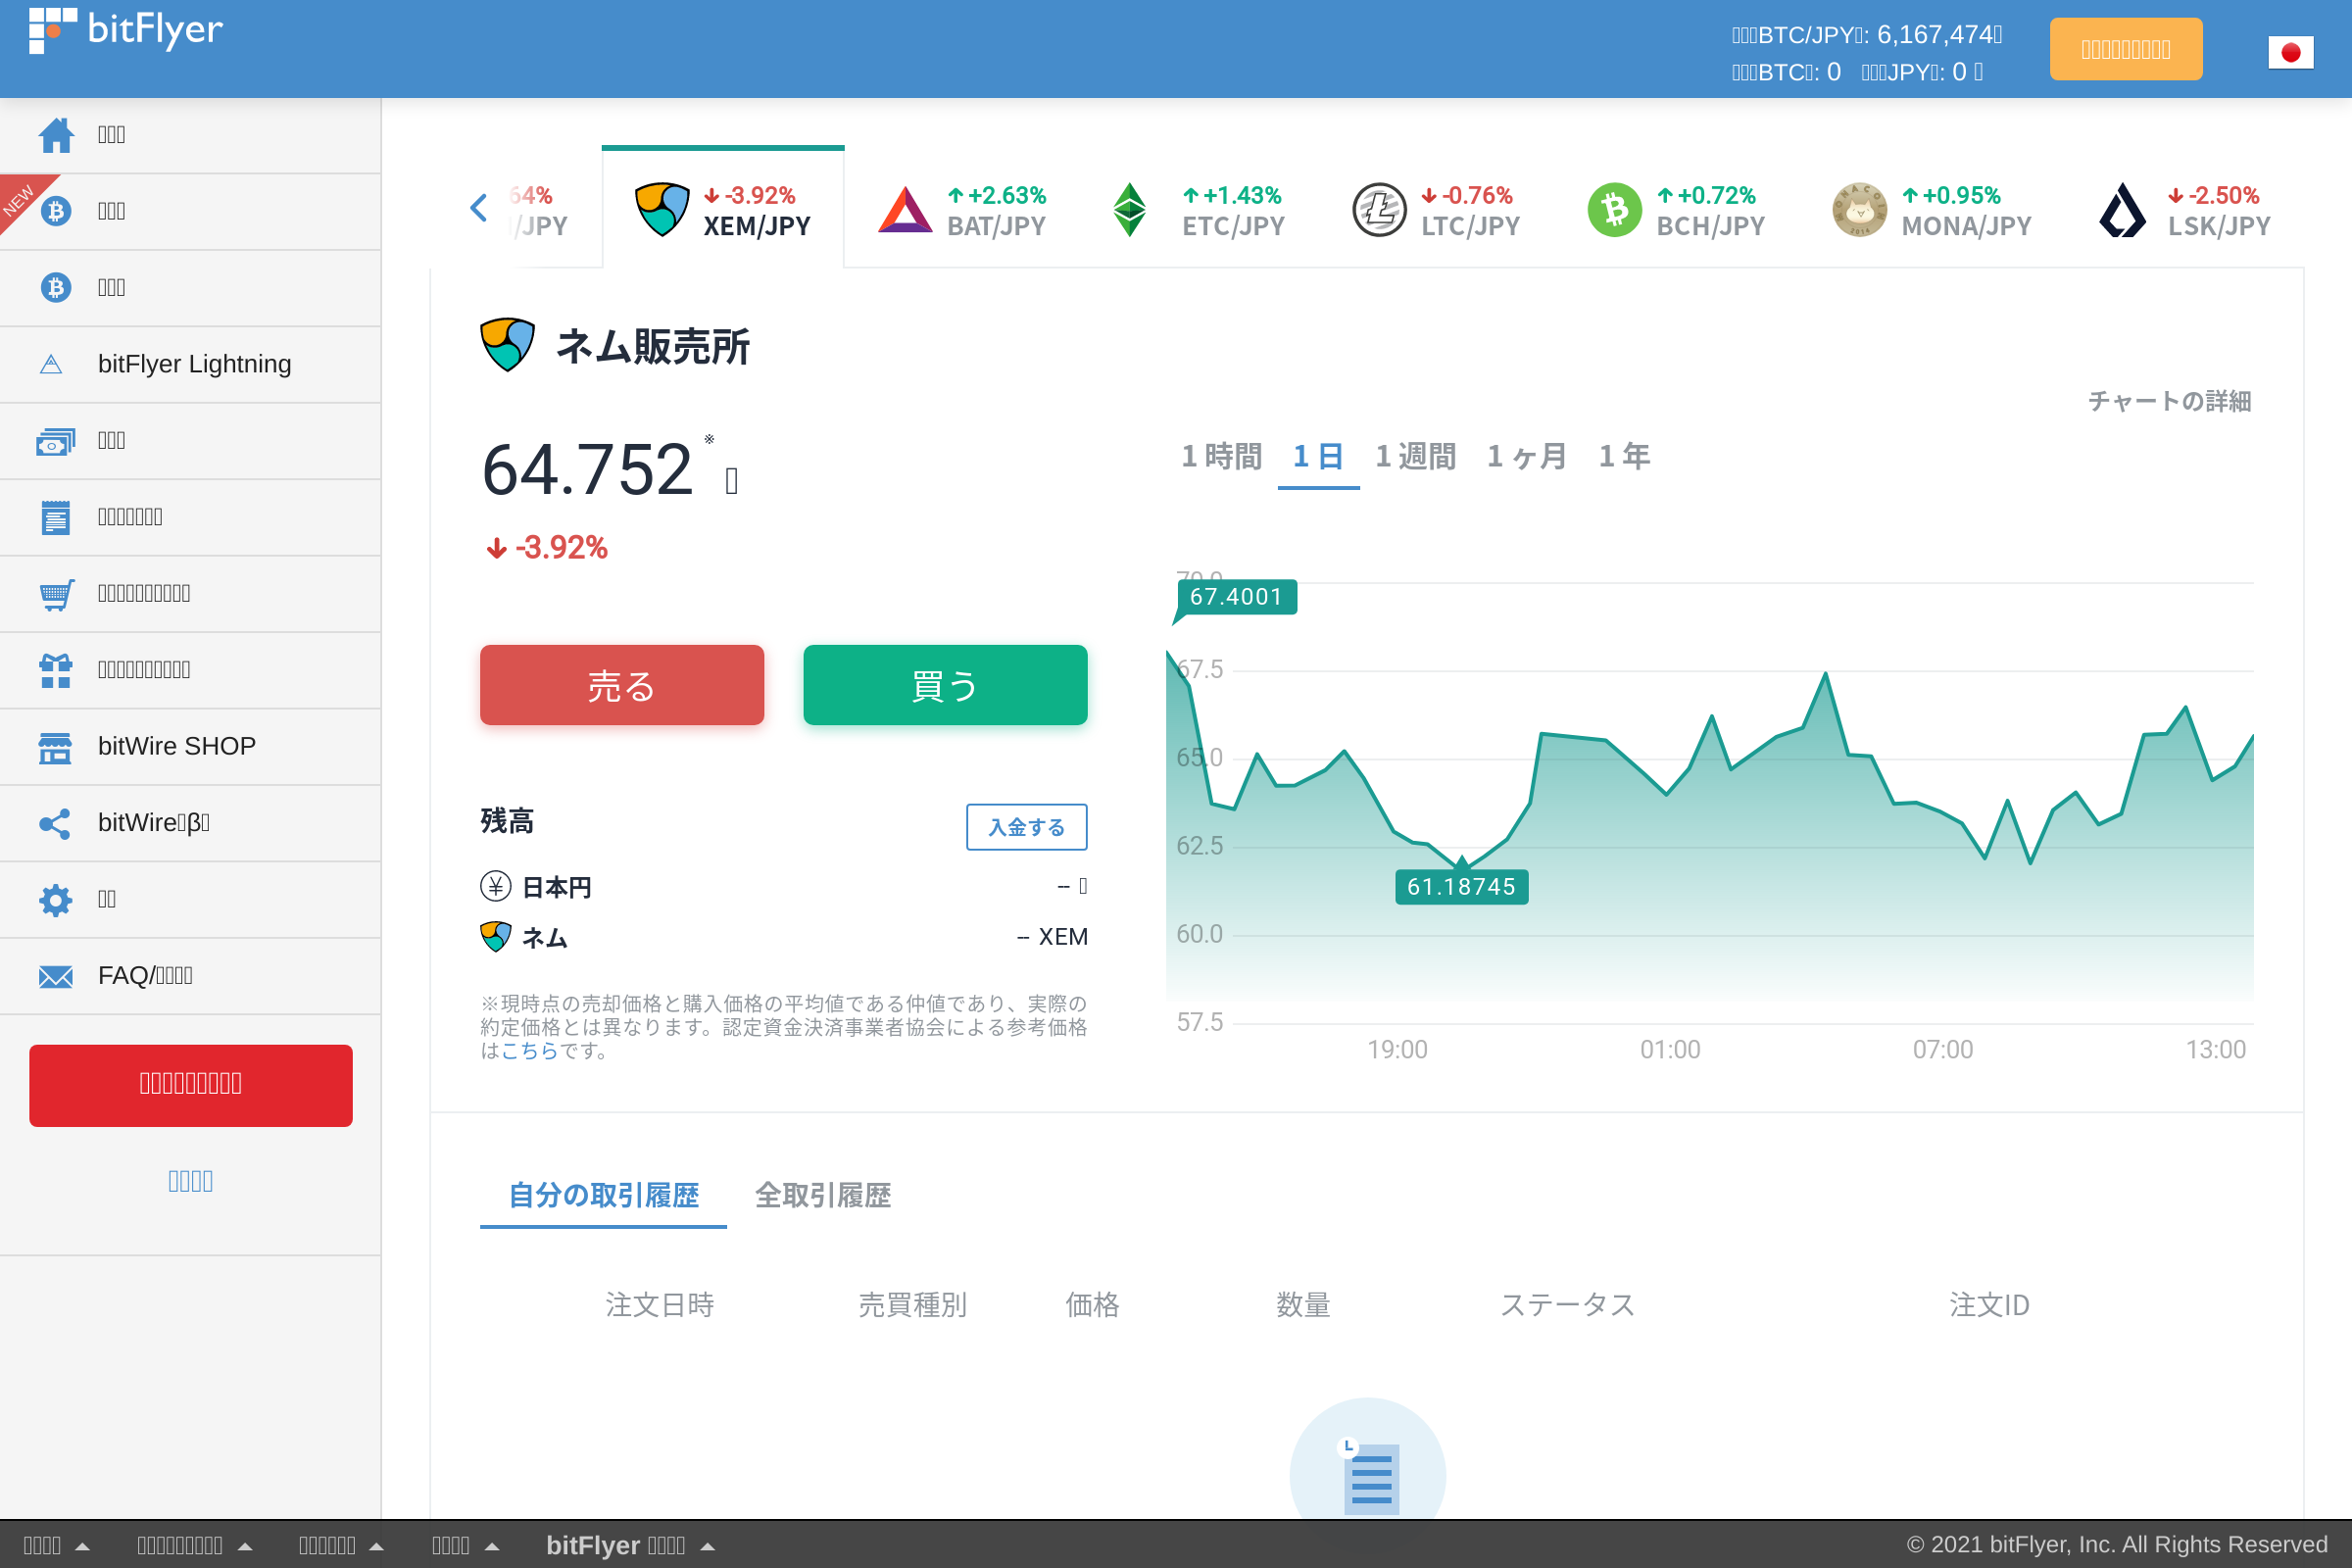 bitFlyer
BTC/JPY: 6,167,474
BTC: 0 JPY: 0
NEW
bitFlyer Lightning
bitWire SHOP
bitWire β
FAQ/
64%
/JPY
-3.92%
XEM/JPY
+2.63%
BAT/JPY
+1.43%
ETC/JPY
-0.76%
LTC/JPY
+0.72%
BCH/JPY
+0.95%
MONA/JPY
-2.50%
LSK/JPY
ネム販売所
チャートの詳細
64.752 ※
-3.92%
1 時間 1 日 1 週間 1 ヶ月 1 年
売る 買う
残高 入金する
日本円 --
ネム -- XEM
※現時点の売却価格と購入価格の平均値である仲値であり、実際の
約定価格とは異なります。認定資金決済事業者協会による参考価格
はこちらです。
67.4001
67.5
65.0
62.5
61.18745
60.0
57.5
19:00 01:00 07:00 13:00
自分の取引履歴 全取引履歴
注文日時 売買種別 価格 数量 ステータス 注文ID
bitFlyer
© 2021 bitFlyer, Inc. All Rights Reserved